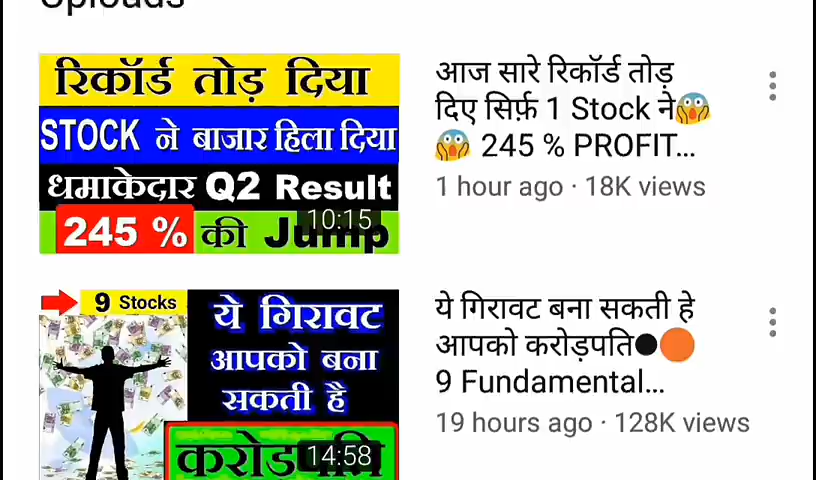 Uploads
रिकॉर्ड तोड़ दिया
STOCK ने बाजार हिला दिया
धमाकेदार Q2 Result
245 % की Jump
10:15
आज सारे रिकॉर्ड तोड़
दिए सिर्फ़ 1 Stock ने😱
😱 245 % PROFIT...
1 hour ago · 18K views
9 Stocks
ये गिरावट
आपको बना
सकती है
करोड़पति
14:58
ये गिरावट बना सकती हे
आपको करोड़पति⚫🟠
9 Fundamental...
19 hours ago · 128K views